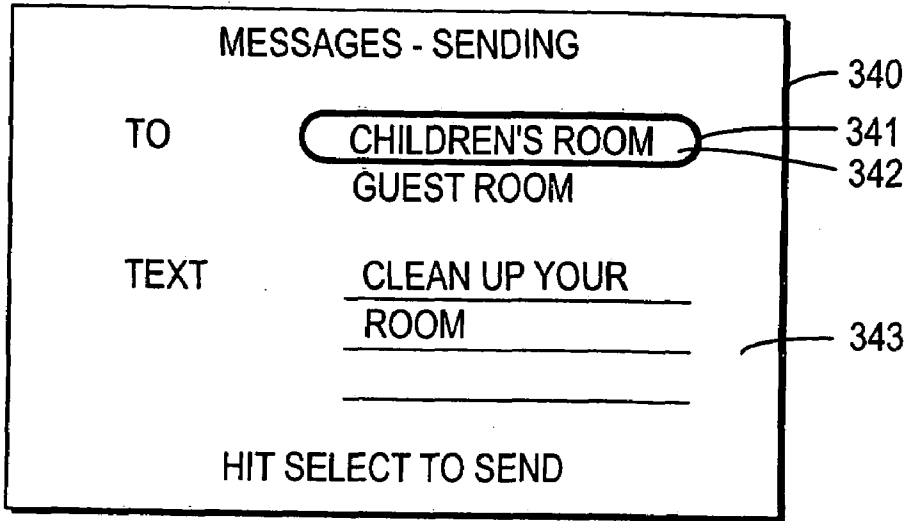 MESSAGES - SENDING
340
TO CHILDREN'S ROOM
341
342
GUEST ROOM
TEXT CLEAN UP YOUR
ROOM
343
HIT SELECT TO SEND